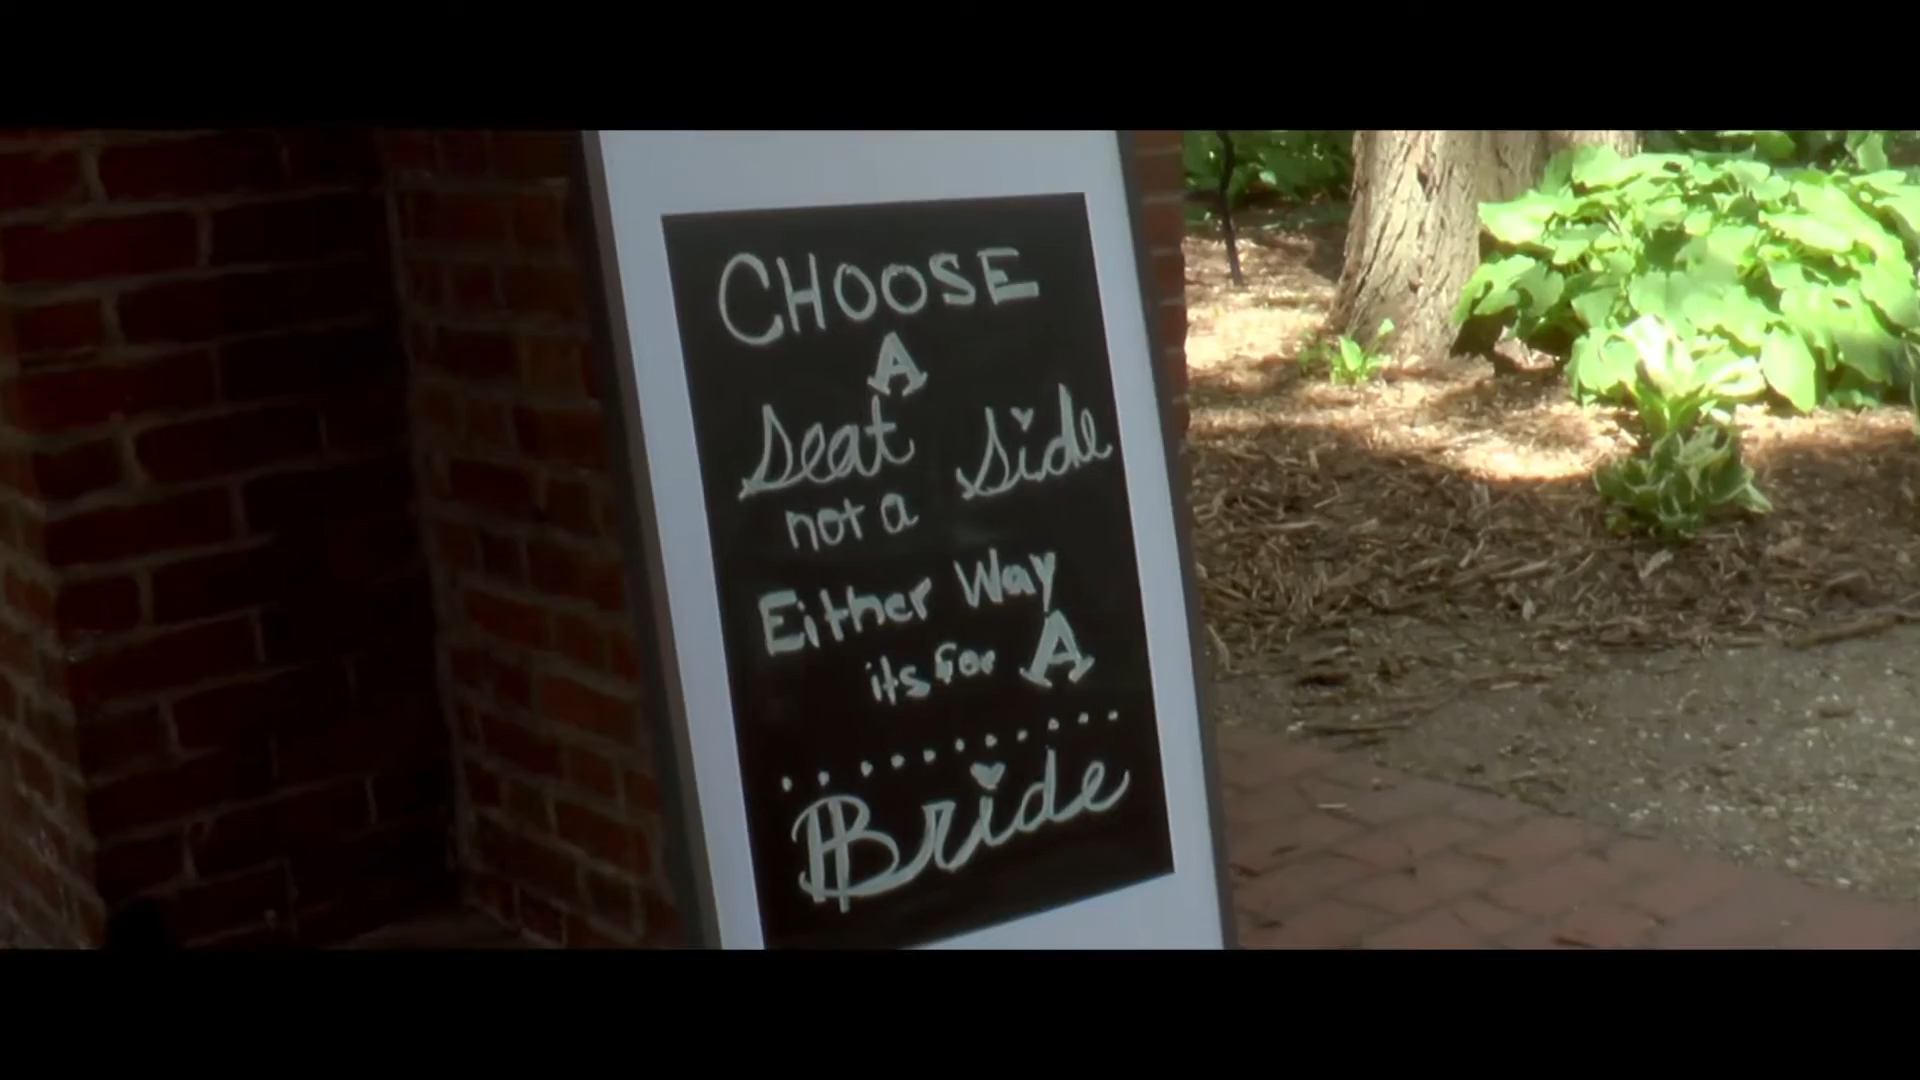 CHOOSE
A
Seat Side
not a
Either Way
its for A
............
Bride